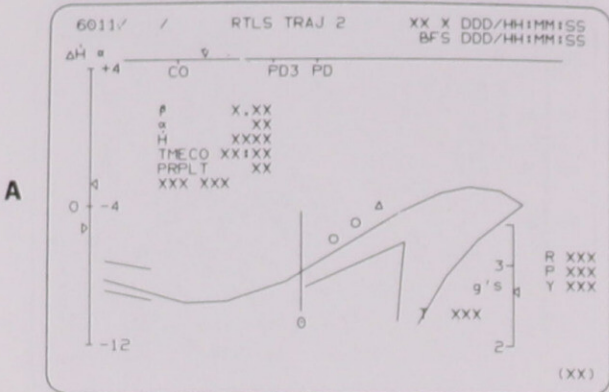 6011/ / RTLS TRAJ 2 XX X DDD/HH:MM:SS
BFS DDD/HH:MM:SS
ΔḢ α
+4
CO PD3 PD
β X.XX
α XX
Ḣ XXXX
TMECO XX:XX
PRPLT XX
XXX XXX
A
0 -4
R XXX
3
P XXX
g's
Y XXX
0
T XXX
-12
2
(XX)